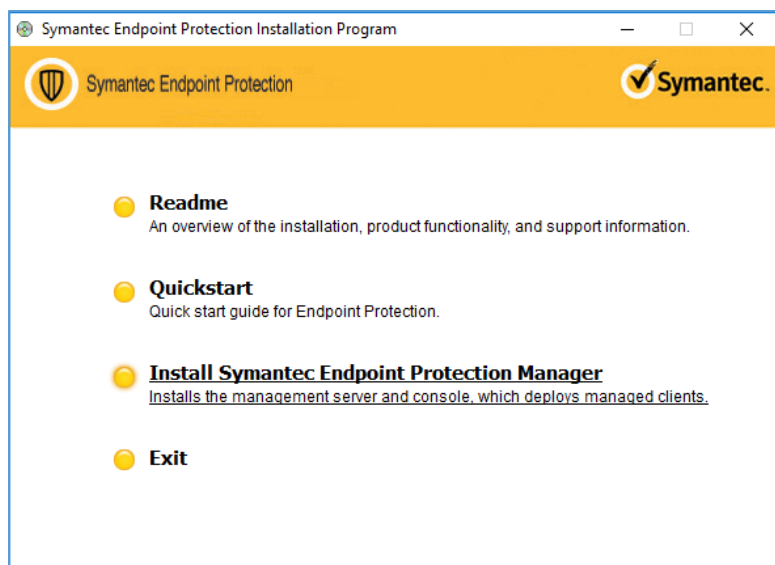 Symantec Endpoint Protection Installation Program
Symantec Endpoint Protection
Symantec.
Readme
An overview of the installation, product functionality, and support information.
Quickstart
Quick start guide for Endpoint Protection.
Install Symantec Endpoint Protection Manager
Installs the management server and console, which deploys managed clients.
Exit